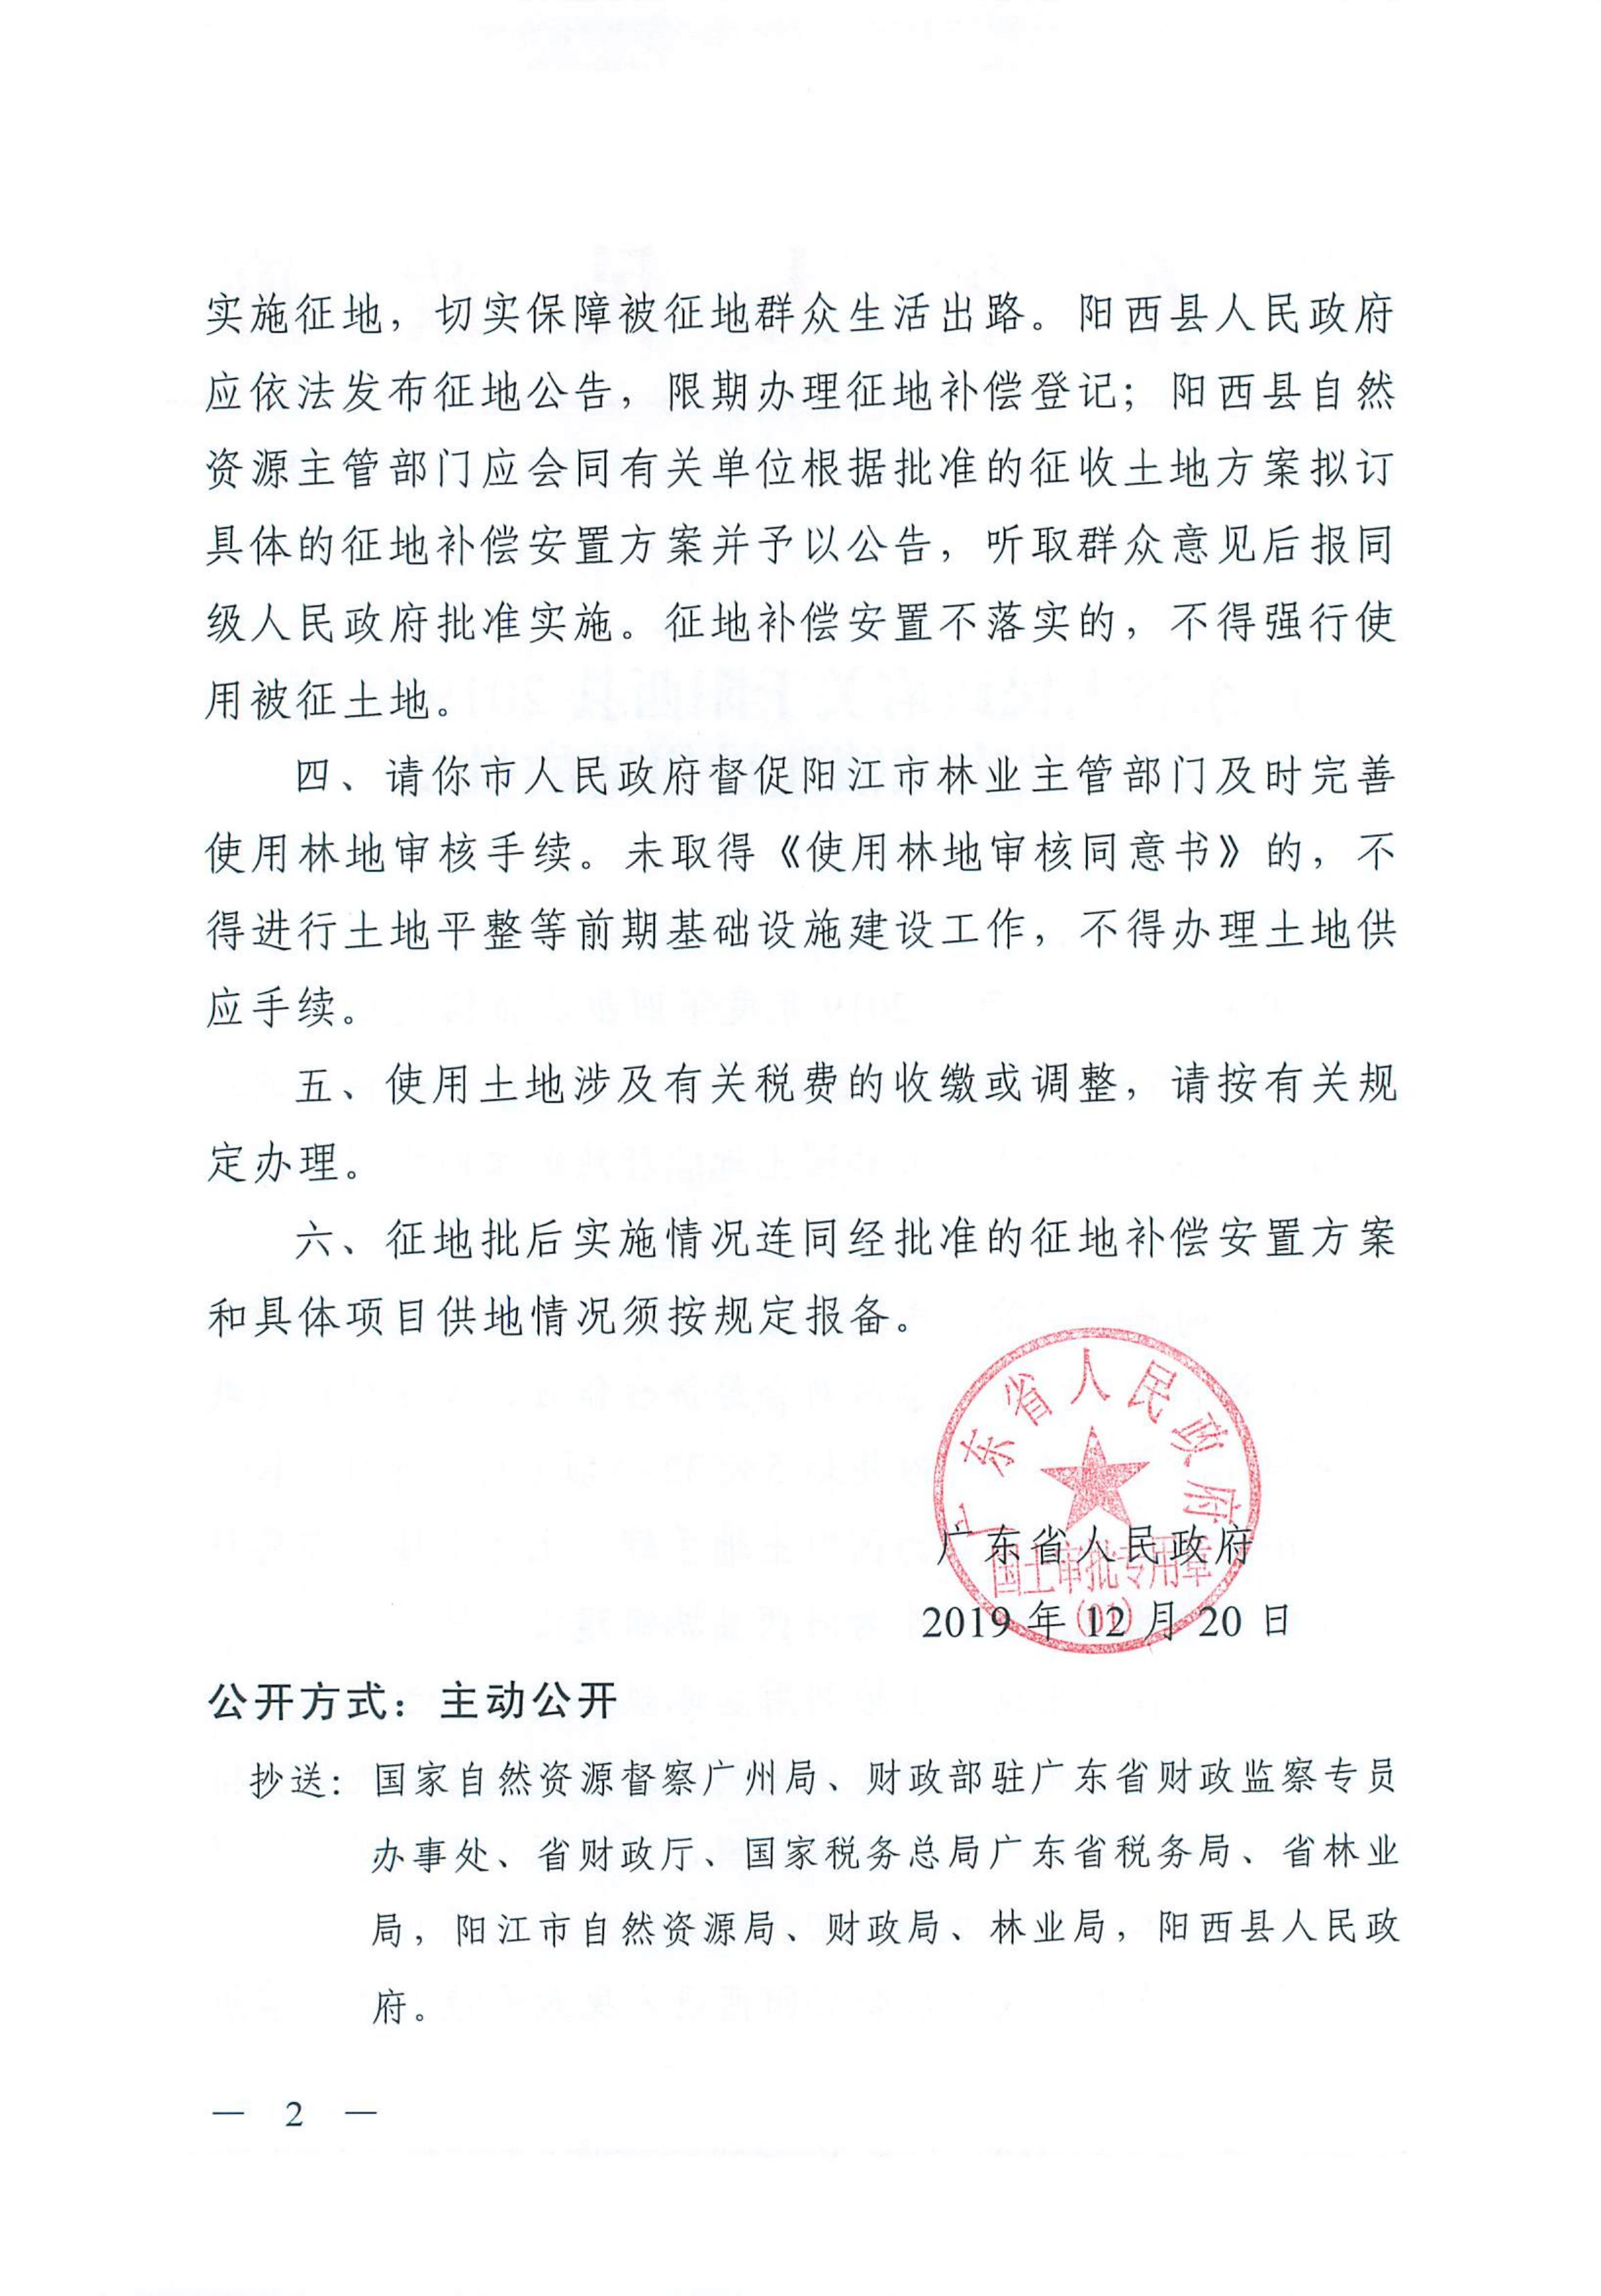 实施征地，切实保障被征地群众生活出路。阳西县人民政府
应依法发布征地公告，限期办理征地补偿登记；阳西县自然
资源主管部门应会同有关单位根据批准的征收土地方案拟订
具体的征地补偿安置方案并予以公告，听取群众意见后报同
级人民政府批准实施。征地补偿安置不落实的，不得强行使
用被征土地。
四、请你市人民政府督促阳江市林业主管部门及时完善
使用林地审核手续。未取得《使用林地审核同意书》的，不
得进行土地平整等前期基础设施建设工作，不得办理土地供
应手续。
五、使用土地涉及有关税费的收缴或调整，请按有关规
定办理。
六、征地批后实施情况连同经批准的征地补偿安置方案
和具体项目供地情况须按规定报备。
广东省人民政府
广东省人民政府
国土审批专用章
(01)
2019年12月20日
公开方式：主动公开
抄送：国家自然资源督察广州局、财政部驻广东省财政监察专员
办事处、省财政厅、国家税务总局广东省税务局、省林业
局，阳江市自然资源局、财政局、林业局，阳西县人民政
府。
— 2 —